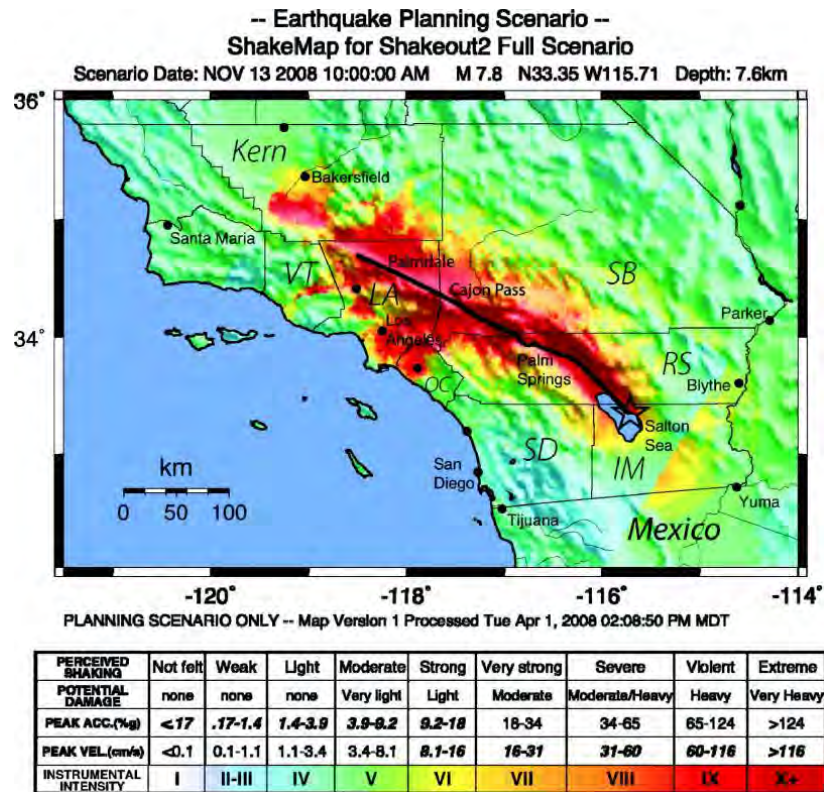 -- Earthquake Planning Scenario --
ShakeMap for Shakeout2 Full Scenario
Scenario Date: NOV 13 2008 10:00:00 AM M 7.8 N33.35 W115.71 Depth: 7.6km
36°
Kern
Bakersfield
Santa Maria
VT
LA
Palmdale
Cajon Pass
SB
34°
Los
Angeles
OC
Palm
Springs
RS
Parker
Blythe
Salton
Sea
SD
IM
km
0 50 100
San
Diego
Tijuana
Mexico
Yuma
-120° -118° -116° -114°
PLANNING SCENARIO ONLY -- Map Version 1 Processed Tue Apr 1, 2008 02:08:50 PM MDT
PERCEIVED SHAKING Not felt Weak Light Moderate Strong Very strong Severe Violent Extreme
POTENTIAL DAMAGE none none none Very light Light Moderate Moderate/Heavy Heavy Very Heavy
PEAK ACC.(%g) <.17 .17-1.4 1.4-3.9 3.9-9.2 9.2-18 18-34 34-65 65-124 >124
PEAK VEL.(cm/s) <0.1 0.1-1.1 1.1-3.4 3.4-8.1 8.1-16 16-31 31-60 60-116 >116
INSTRUMENTAL INTENSITY I II-III IV V VI VII VIII IX X+